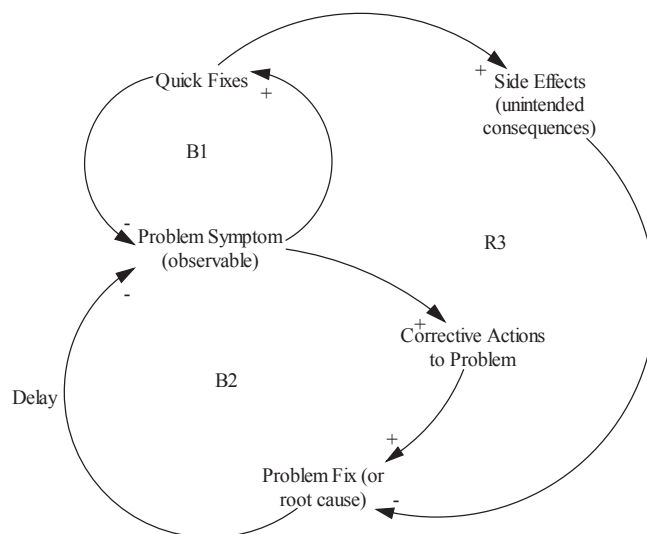 Quick Fixes
+
+
Side Effects
(unintended
consequences)
B1
-
Problem Symptom
(observable)
-
R3
+
Corrective Actions
to Problem
B2
Delay
+
Problem Fix (or
root cause)
-